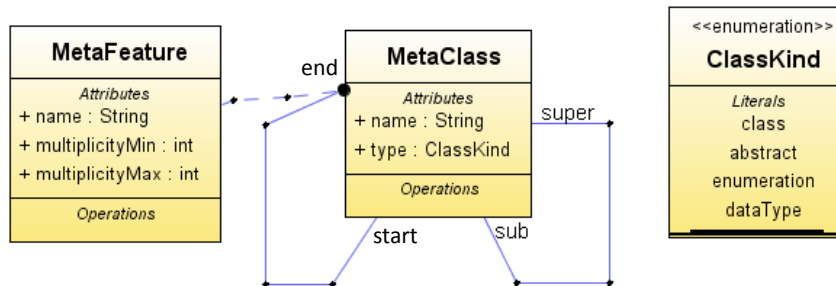 MetaFeature
Attributes
+ name : String
+ multiplicityMin : int
+ multiplicityMax : int
Operations
end
MetaClass
Attributes
+ name : String
+ type : ClassKind
Operations
super
start
sub
<<enumeration>>
ClassKind
Literals
class
abstract
enumeration
dataType